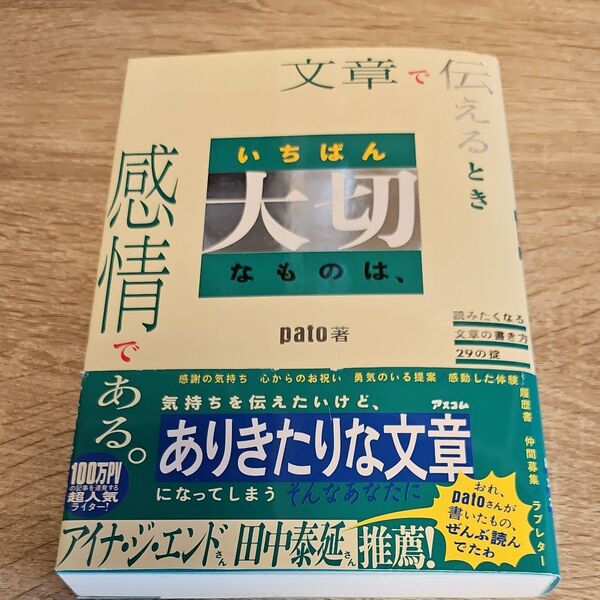 文章で伝えるとき
いちばん
大切
なものは、
感情である。
pato著
読みたくなる
文章の書き方
29の掟
感謝の気持ち 心からのお祝い 勇気のいる提案 感動した体験
履歴書 仲間募集 ラブレター
気持ちを伝えたいけど、
ありきたりな文章
になってしまう そんなあなたに
アスコム
100万PV
の記事を連発する
超人気
ライター!
おれ、
patoさんが
書いたもの、
ぜんぶ読ん
でたわ
アイナ・ジ・エンドさん 田中泰延さん 推薦!